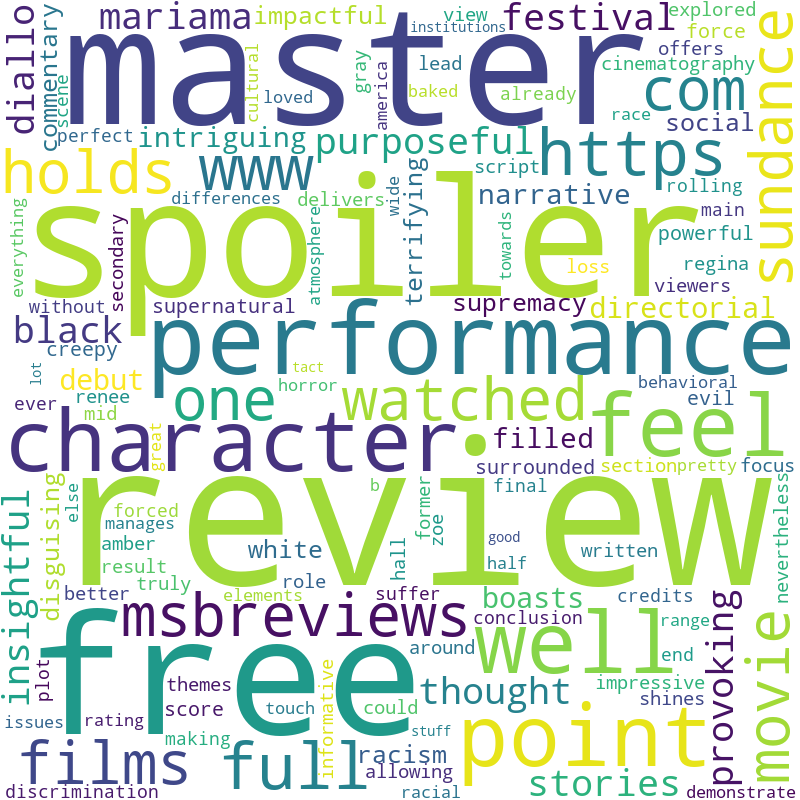 mariama
impactful
view
institutions
festival
explored
force
diallo
commentary
scene
master
cultural
loved
gray
america
lead
baked
already
offers
cinematography
com
race
social
sundance
perfect
intriguing
purposeful
https
holds
www
differences
delivers
wide
terrifying
script
narrative
rolling
main
everything
spoiler
atmosphere
towards
powerful
loss
regina
viewers
secondary
without
supernatural
supremacy
directorial
black
performance
creepy
lot
debut
renee
tact
horror
one
watched
behavioral
evil
ever
mid
great
character
feel
filled
surrounded
section
pretty
focus
insightful
disguising
else
review
b
former
zoe
final
nevertheless
forced
manages
amber
white
hall
good
half
written
result
truly
role
better
elements
suffer
boasts
credits
free
msbreviews
conclusion
range
provoking
movie
well
around
end
plot
themes
informative
thought
impressive
shines
score
touch
could
issues
rating
point
making
stuff
films
full
racism
allowing
stories
discrimination
racial
demonstrate